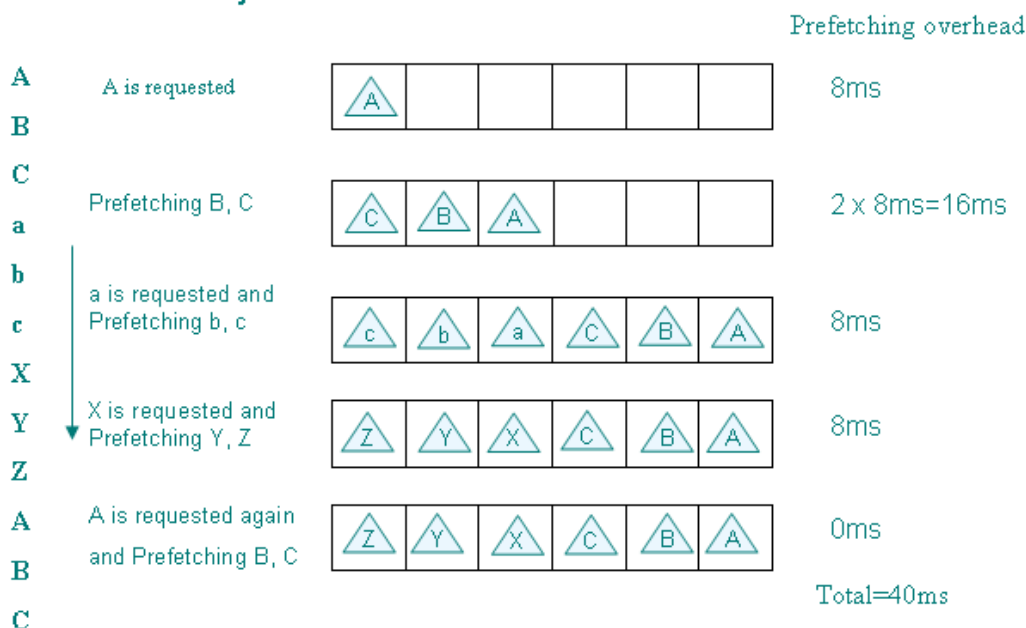 Prefetching overhead
A
A is requested
A
8ms
B
C
Prefetching B, C
C B A
2 x 8ms=16ms
a
b
a is requested and
Prefetching b, c
c b a C B A
8ms
c
X
X is requested and
Prefetching Y, Z
Z Y X C B A
8ms
Y
Z
A
A is requested again
and Prefetching B, C
Z Y X C B A
0ms
B
Total=40ms
C